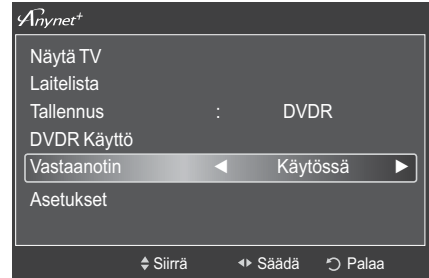 Anynet+
Näytä TV
Laitelista
Tallennus : DVDR
DVDR Käyttö
Vastaanotin ◀ Käytössä ▶
Asetukset
Siirrä Säädä Palaa